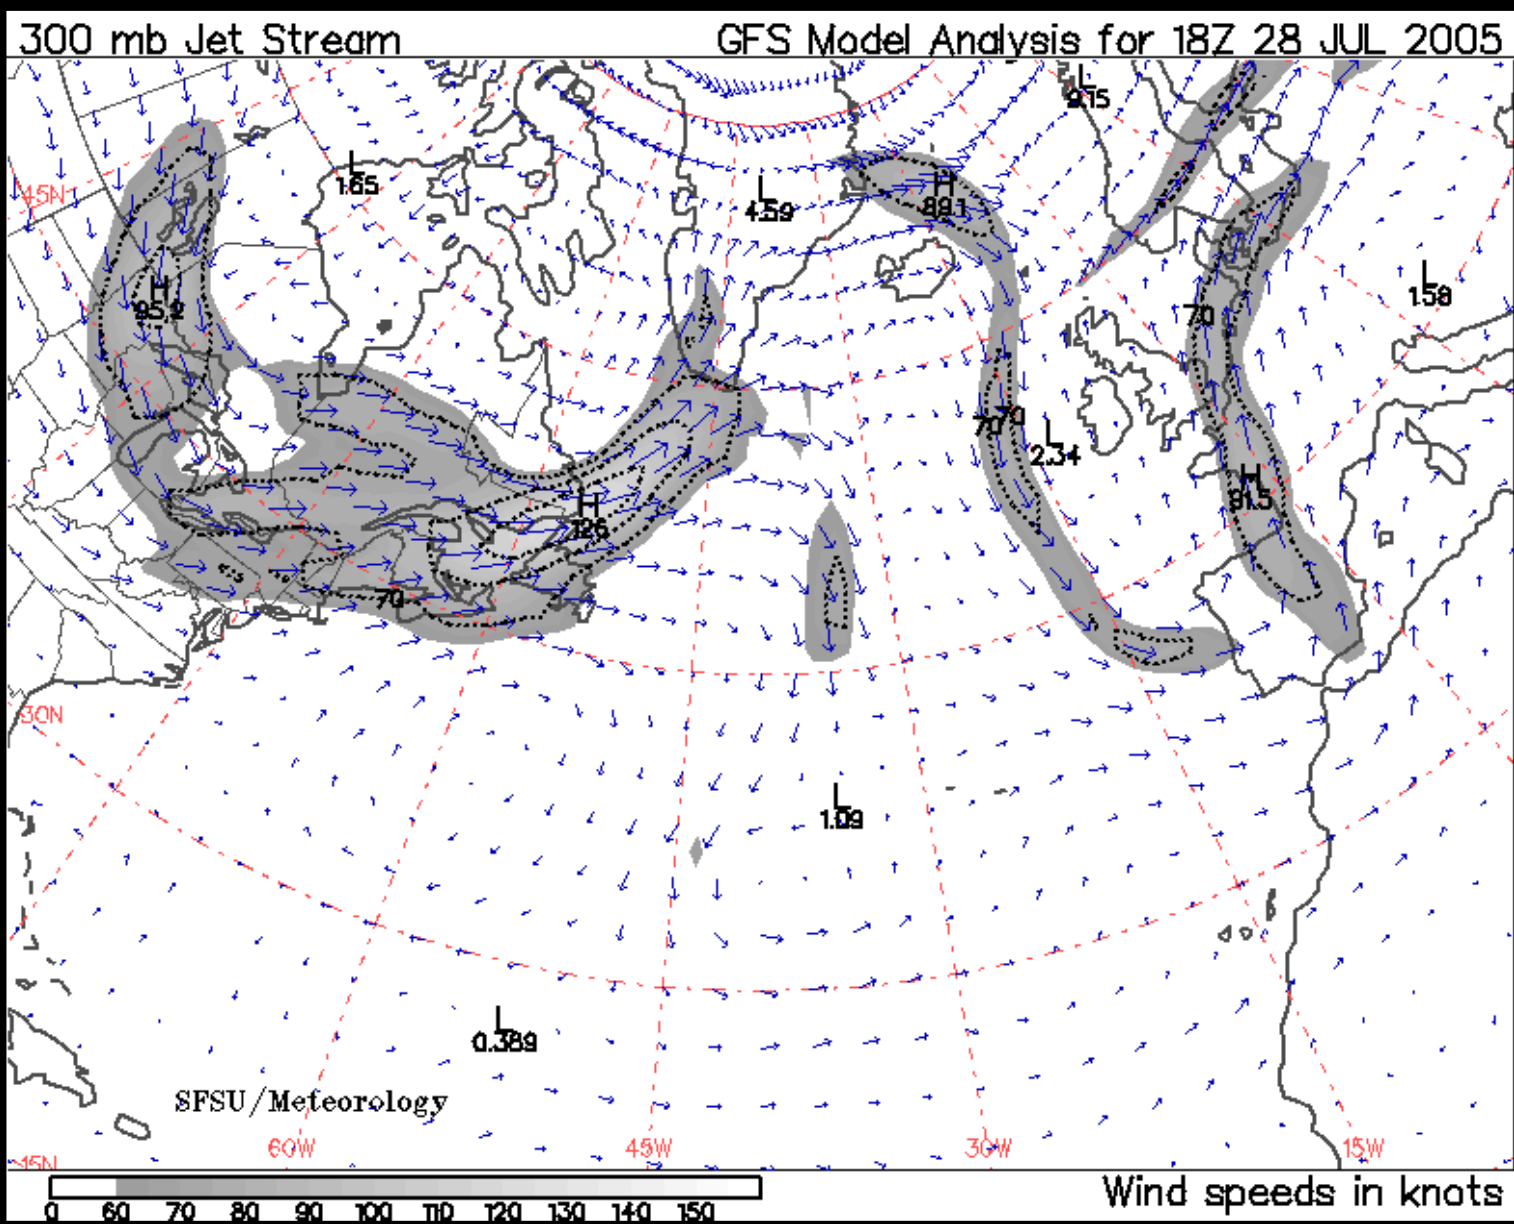 300 mb Jet Stream GFS Model Analysis for 18Z 28 JUL 2005
L
9.15
L
1.65
45N
L
4.59
H
89.1
H
95.2
L
1.58
70
70
70
L
2.34
H
91.5
H
126
70
30N
L
1.09
L
0.389
SFSU/Meteorology
60W 45W 30W 15W
15N
0 60 70 80 90 100 110 120 130 140 150
Wind speeds in knots